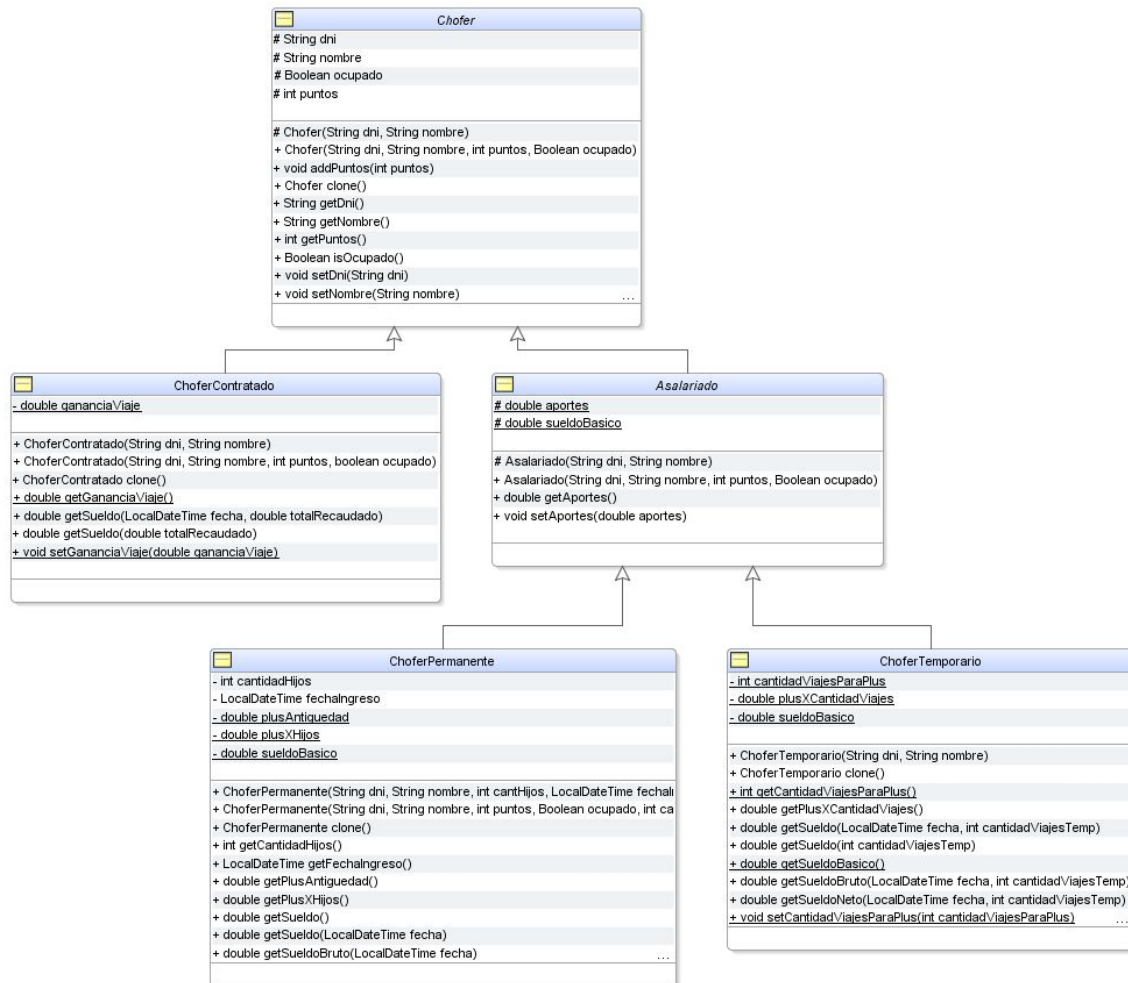 Chofer
# String dni
# String nombre
# Boolean ocupado
# int puntos
# Chofer(String dni, String nombre)
+ Chofer(String dni, String nombre, int puntos, Boolean ocupado)
+ void addPuntos(int puntos)
+ Chofer clone()
+ String getDni()
+ String getNombre()
+ int getPuntos()
+ Boolean isOcupado()
+ void setDni(String dni)
+ void setNombre(String nombre) ...
ChoferContratado
- double gananciaViaje
+ ChoferContratado(String dni, String nombre)
+ ChoferContratado(String dni, String nombre, int puntos, boolean ocupado)
+ ChoferContratado clone()
+ double getGananciaViaje()
+ double getSueldo(LocalDateTime fecha, double totalRecaudado)
+ double getSueldo(double totalRecaudado)
+ void setGananciaViaje(double gananciaViaje)
Asalariado
# double aportes
# double sueldoBasico
# Asalariado(String dni, String nombre)
+ Asalariado(String dni, String nombre, int puntos, Boolean ocupado)
+ double getAportes()
+ void setAportes(double aportes)
ChoferPermanente
- int cantidadHijos
- LocalDateTime fechaIngreso
- double plusAntiguedad
- double plusXHijos
- double sueldoBasico
+ ChoferPermanente(String dni, String nombre, int cantHijos, LocalDateTime fechaI
+ ChoferPermanente(String dni, String nombre, int puntos, Boolean ocupado, int ca
+ ChoferPermanente clone()
+ int getCantidadHijos()
+ LocalDateTime getFechaIngreso()
+ double getPlusAntiguedad()
+ double getPlusXHijos()
+ double getSueldo()
+ double getSueldo(LocalDateTime fecha)
+ double getSueldoBruto(LocalDateTime fecha) ...
ChoferTemporario
- int cantidadViajesParaPlus
- double plusXCantidadViajes
- double sueldoBasico
+ ChoferTemporario(String dni, String nombre)
+ ChoferTemporario clone()
+ int getCantidadViajesParaPlus()
+ double getPlusXCantidadViajes()
+ double getSueldo(LocalDateTime fecha, int cantidadViajesTemp)
+ double getSueldo(int cantidadViajesTemp)
+ double getSueldoBasico()
+ double getSueldoBruto(LocalDateTime fecha, int cantidadViajesTemp)
+ double getSueldoNeto(LocalDateTime fecha, int cantidadViajesTemp)
+ void setCantidadViajesParaPlus(int cantidadViajesParaPlus) ...